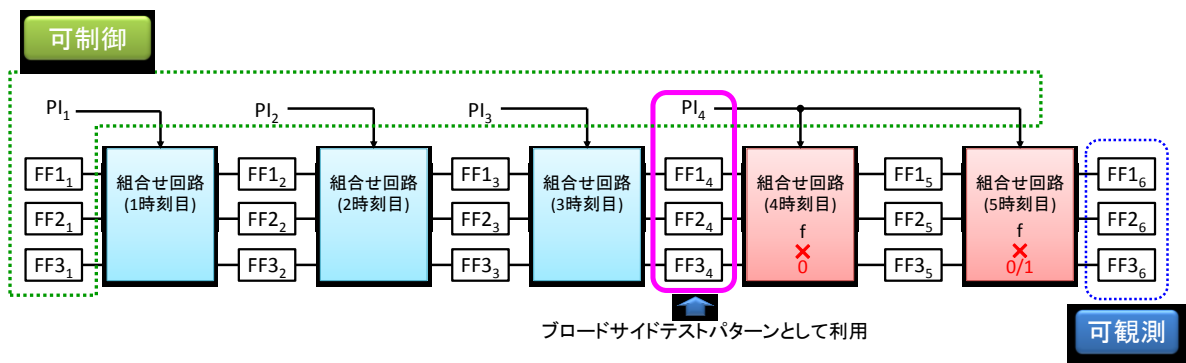 可制御
PI1
PI2
PI3
PI4
FF11
FF21
FF31
組合せ回路
(1時刻目)
FF12
FF22
FF32
組合せ回路
(2時刻目)
FF13
FF23
FF33
組合せ回路
(3時刻目)
FF14
FF24
FF34
組合せ回路
(4時刻目)
f
0
FF15
FF25
FF35
組合せ回路
(5時刻目)
f
0/1
FF16
FF26
FF36
ブロードサイドテストパターンとして利用
可観測